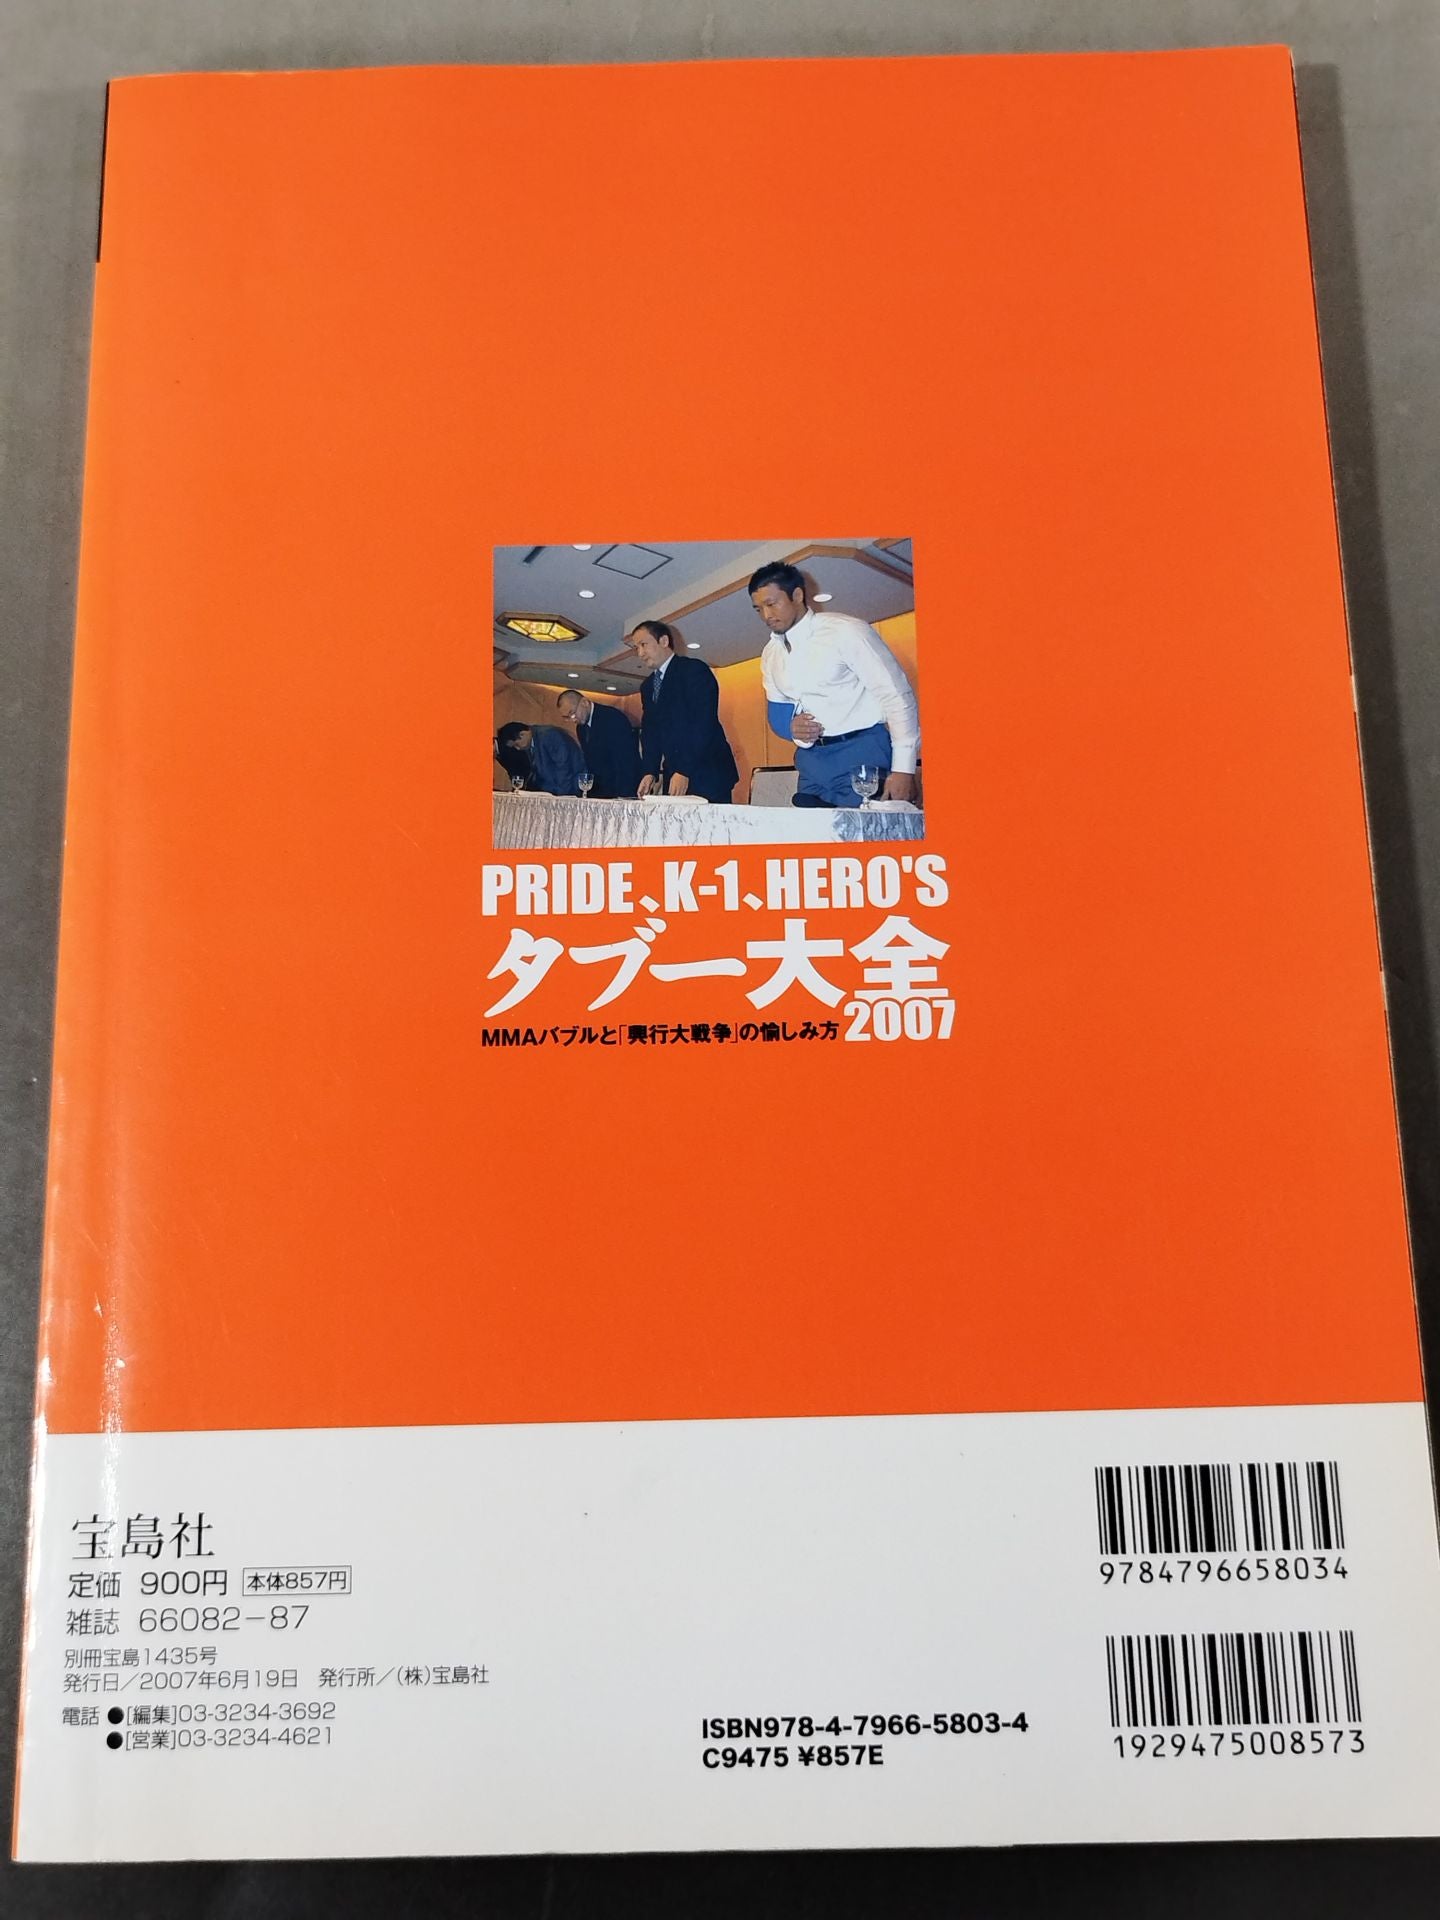 PRIDE、K-1、HERO'S
タブー大全
2007
MMAバブルと「興行大戦争」の愉しみ方
宝島社
定価 900円 本体857円
雑誌 66082-87
別冊宝島1435号
発行日/2007年6月19日 発行所/(株)宝島社
電話 ●[編集]03-3234-3692
●[営業]03-3234-4621
ISBN978-4-7966-5803-4
C9475 ¥857E
9784796658034
1929475008573